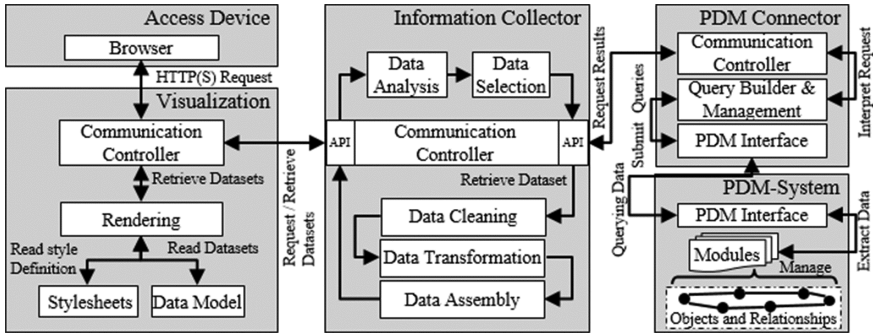 Access Device
Browser
HTTP(S) Request
Visualization
Communication
Controller
Retrieve Datasets
Rendering
Read style
Definition
Read Datasets
Stylesheets
Data Model
Request / Retrieve
Datasets
Information Collector
Data
Analysis
Data
Selection
API
Communication
Controller
API
Retrieve Dataset
Data Cleaning
Data Transformation
Data Assembly
Request Results
PDM Connector
Communication
Controller
Query Builder &
Management
PDM Interface
Submit Queries
Interpret Request
Querying Data
PDM-System
PDM Interface
Modules
Manage
Extract Data
Objects and Relationships